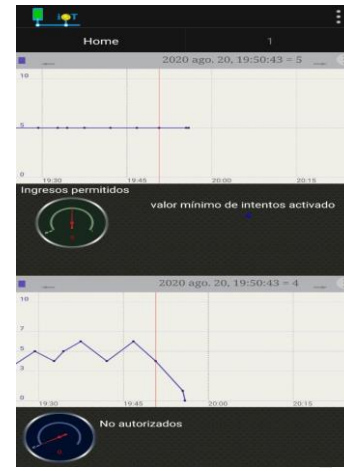 IoT
Home 1
2020 ago. 20, 19:50:43 = 5
10
5
0
19:30 19:45 20:00 20:15
Ingresos permitidos
valor mínimo de intentos activado
2020 ago. 20, 19:50:43 = 4
10
7
5
3
0
19:30 19:45 20:00 20:15
No autorizados